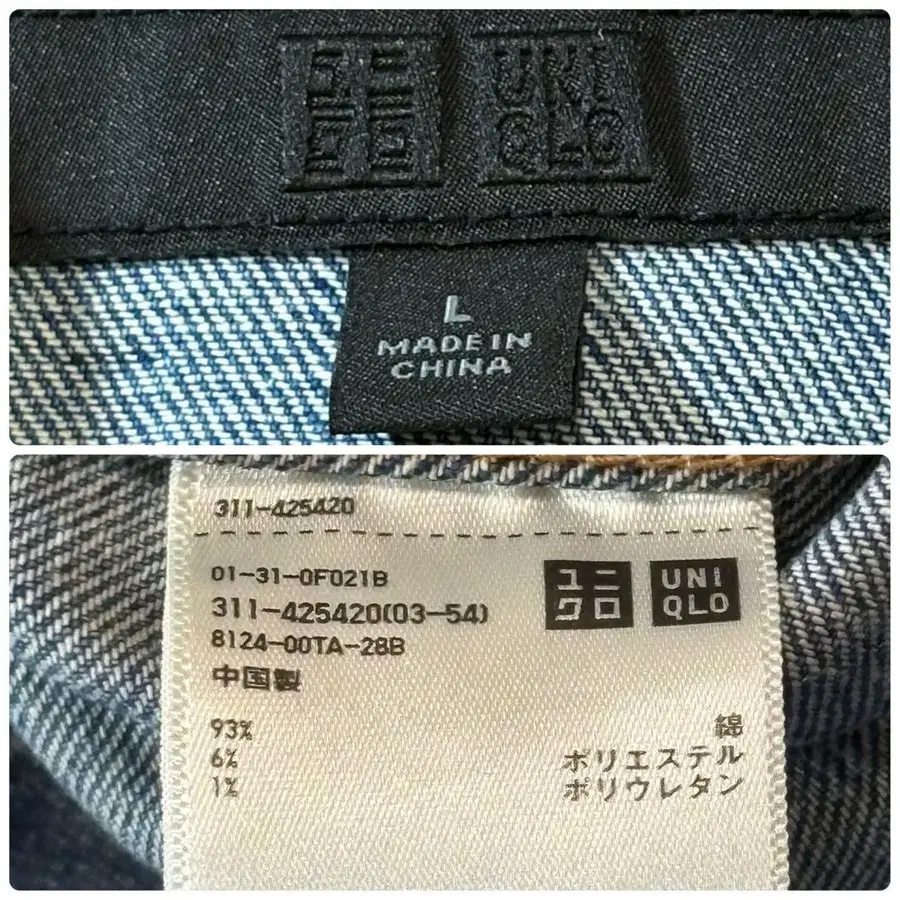 ユニ
クロ
UNI
QLO
L
MADE IN
CHINA
311-425420
01-31-0F021B
311-425420(03-54)
8124-00TA-28B
中国製
ユニ
クロ
UNI
QLO
93% 綿
6% ポリエステル
1% ポリウレタン